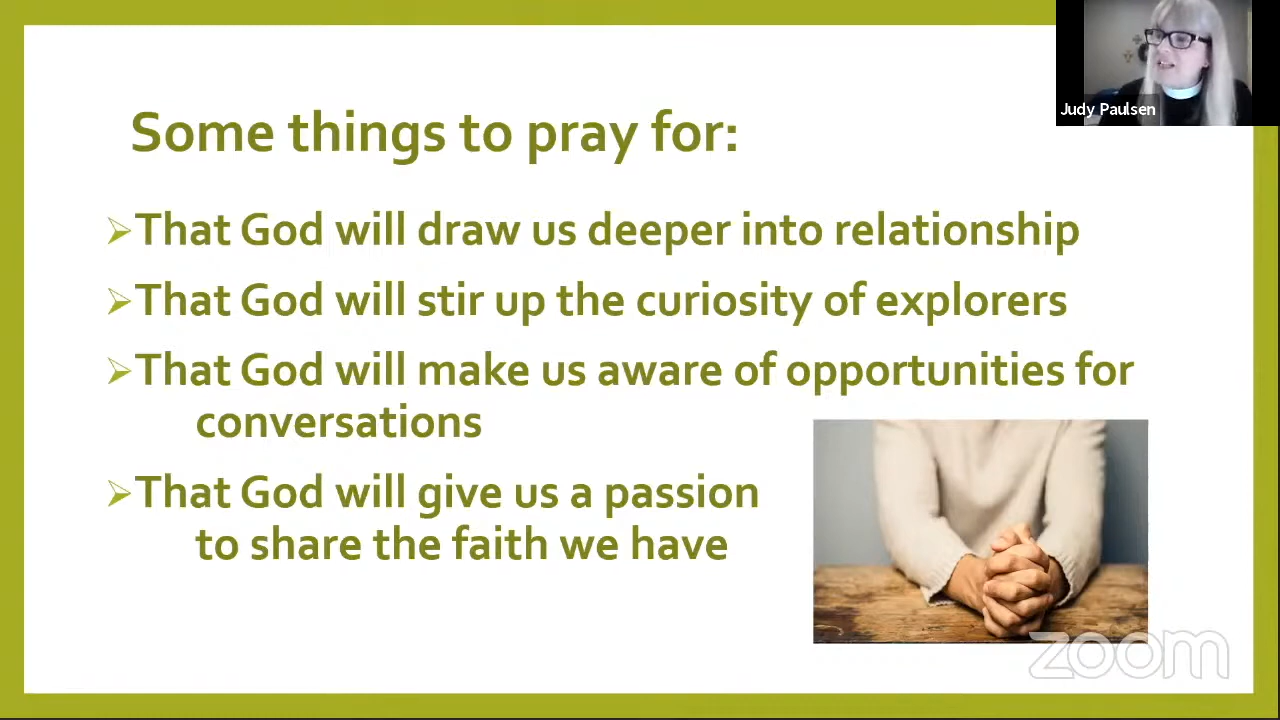 Judy Paulsen
Some things to pray for:
➢That God will draw us deeper into relationship
➢That God will stir up the curiosity of explorers
➢That God will make us aware of opportunities for
conversations
➢That God will give us a passion
to share the faith we have
zoom